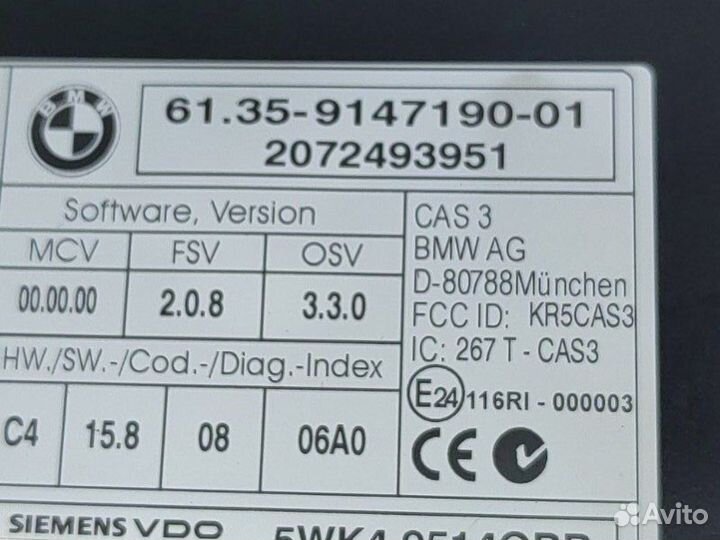 BMW
61.35-9147190-01
2072493951
Software, Version
MCV FSV OSV
00.00.00 2.0.8 3.3.0
HW./SW.-/Cod.-/Diag.-Index
C4 15.8 08 06A0
CAS 3
BMW AG
D-80788München
FCC ID: KR5CAS3
IC: 267 T - CAS3
E24 116RI - 000003
CE N
SIEMENS VDO
Avito